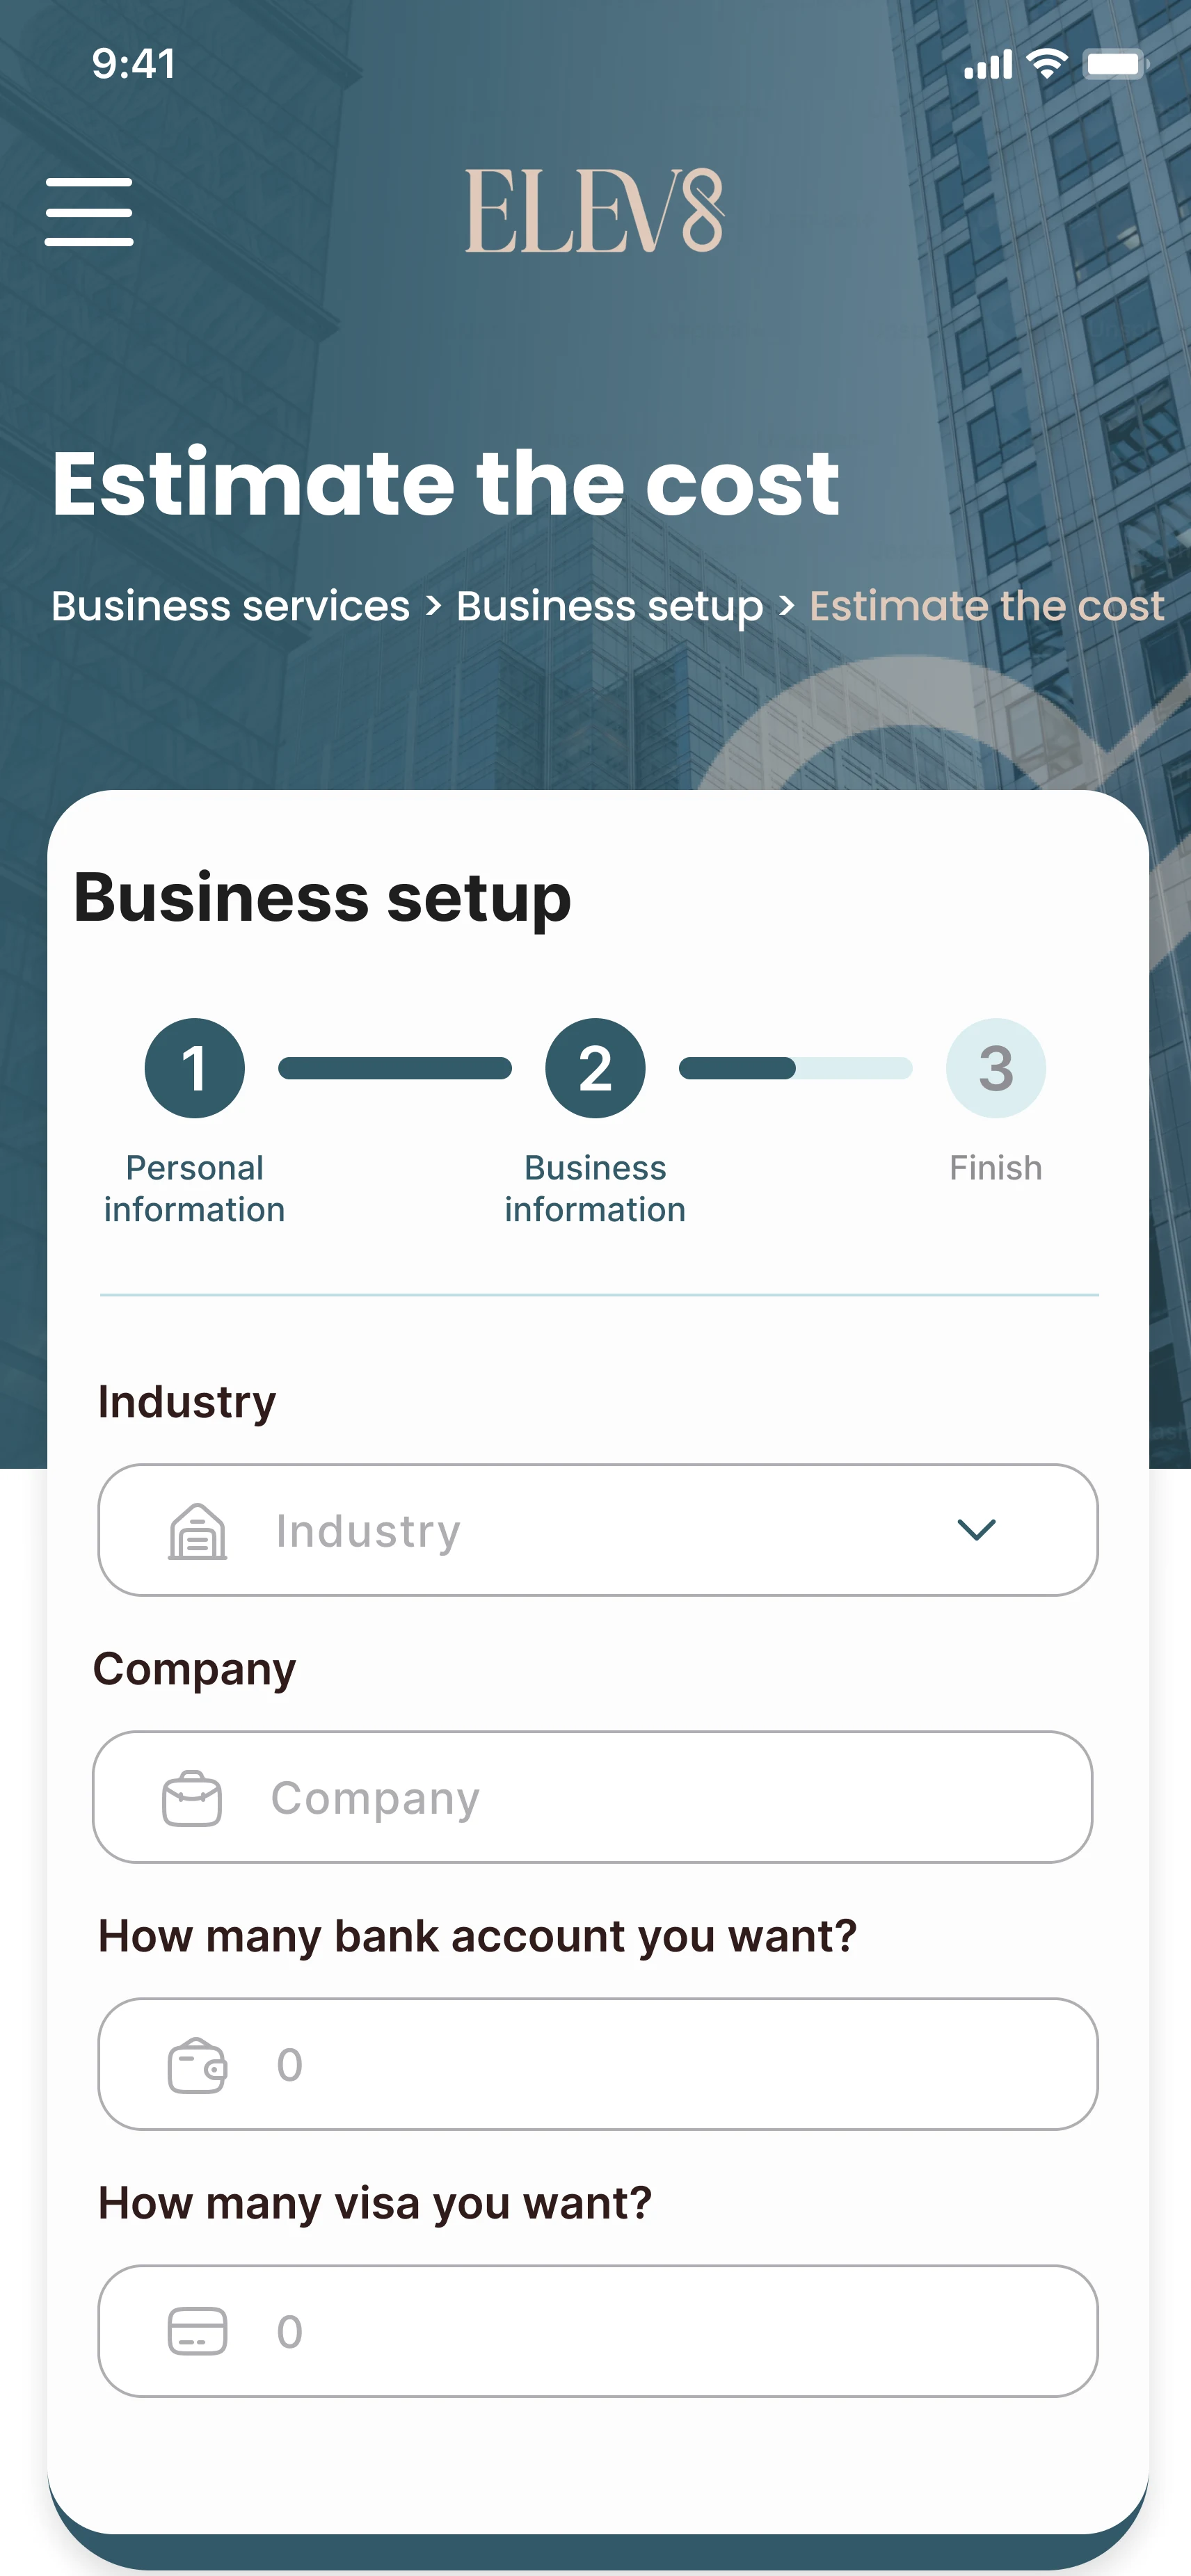 9:41
ELEV8
Estimate the cost
Business services > Business setup > Estimate the cost
Business setup
1
2
3
Personal
information
Business
information
Finish
Industry
Industry
Company
Company
How many bank account you want?
0
How many visa you want?
0